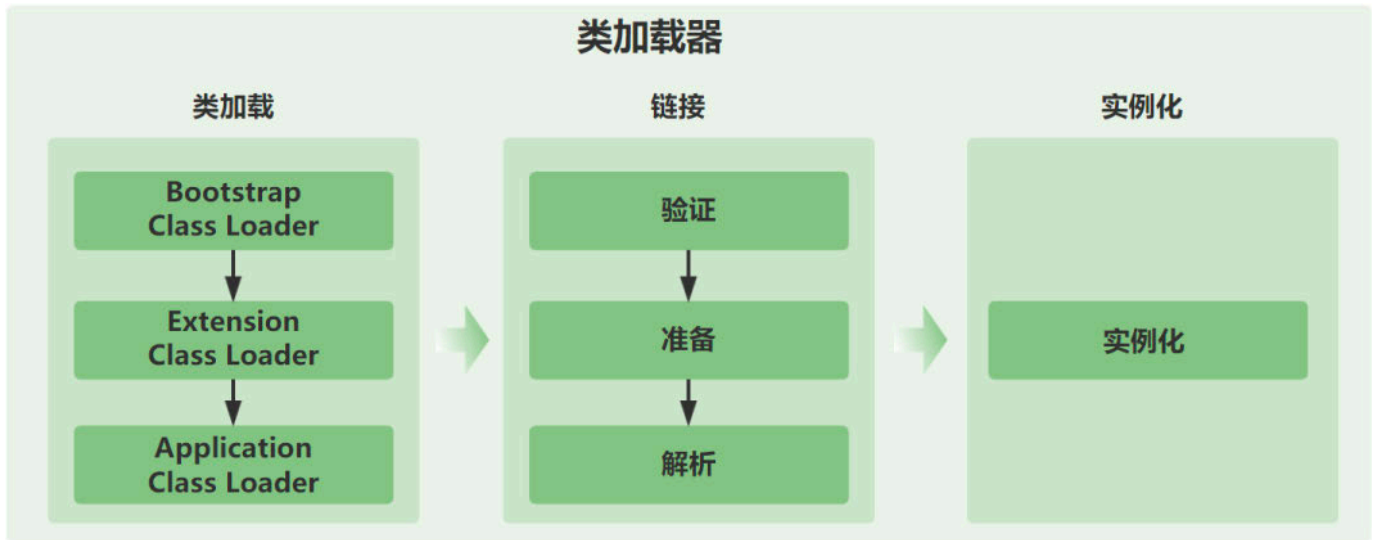 类加载器
类加载
Bootstrap
Class Loader
Extension
Class Loader
Application
Class Loader
链接
验证
准备
解析
实例化
实例化